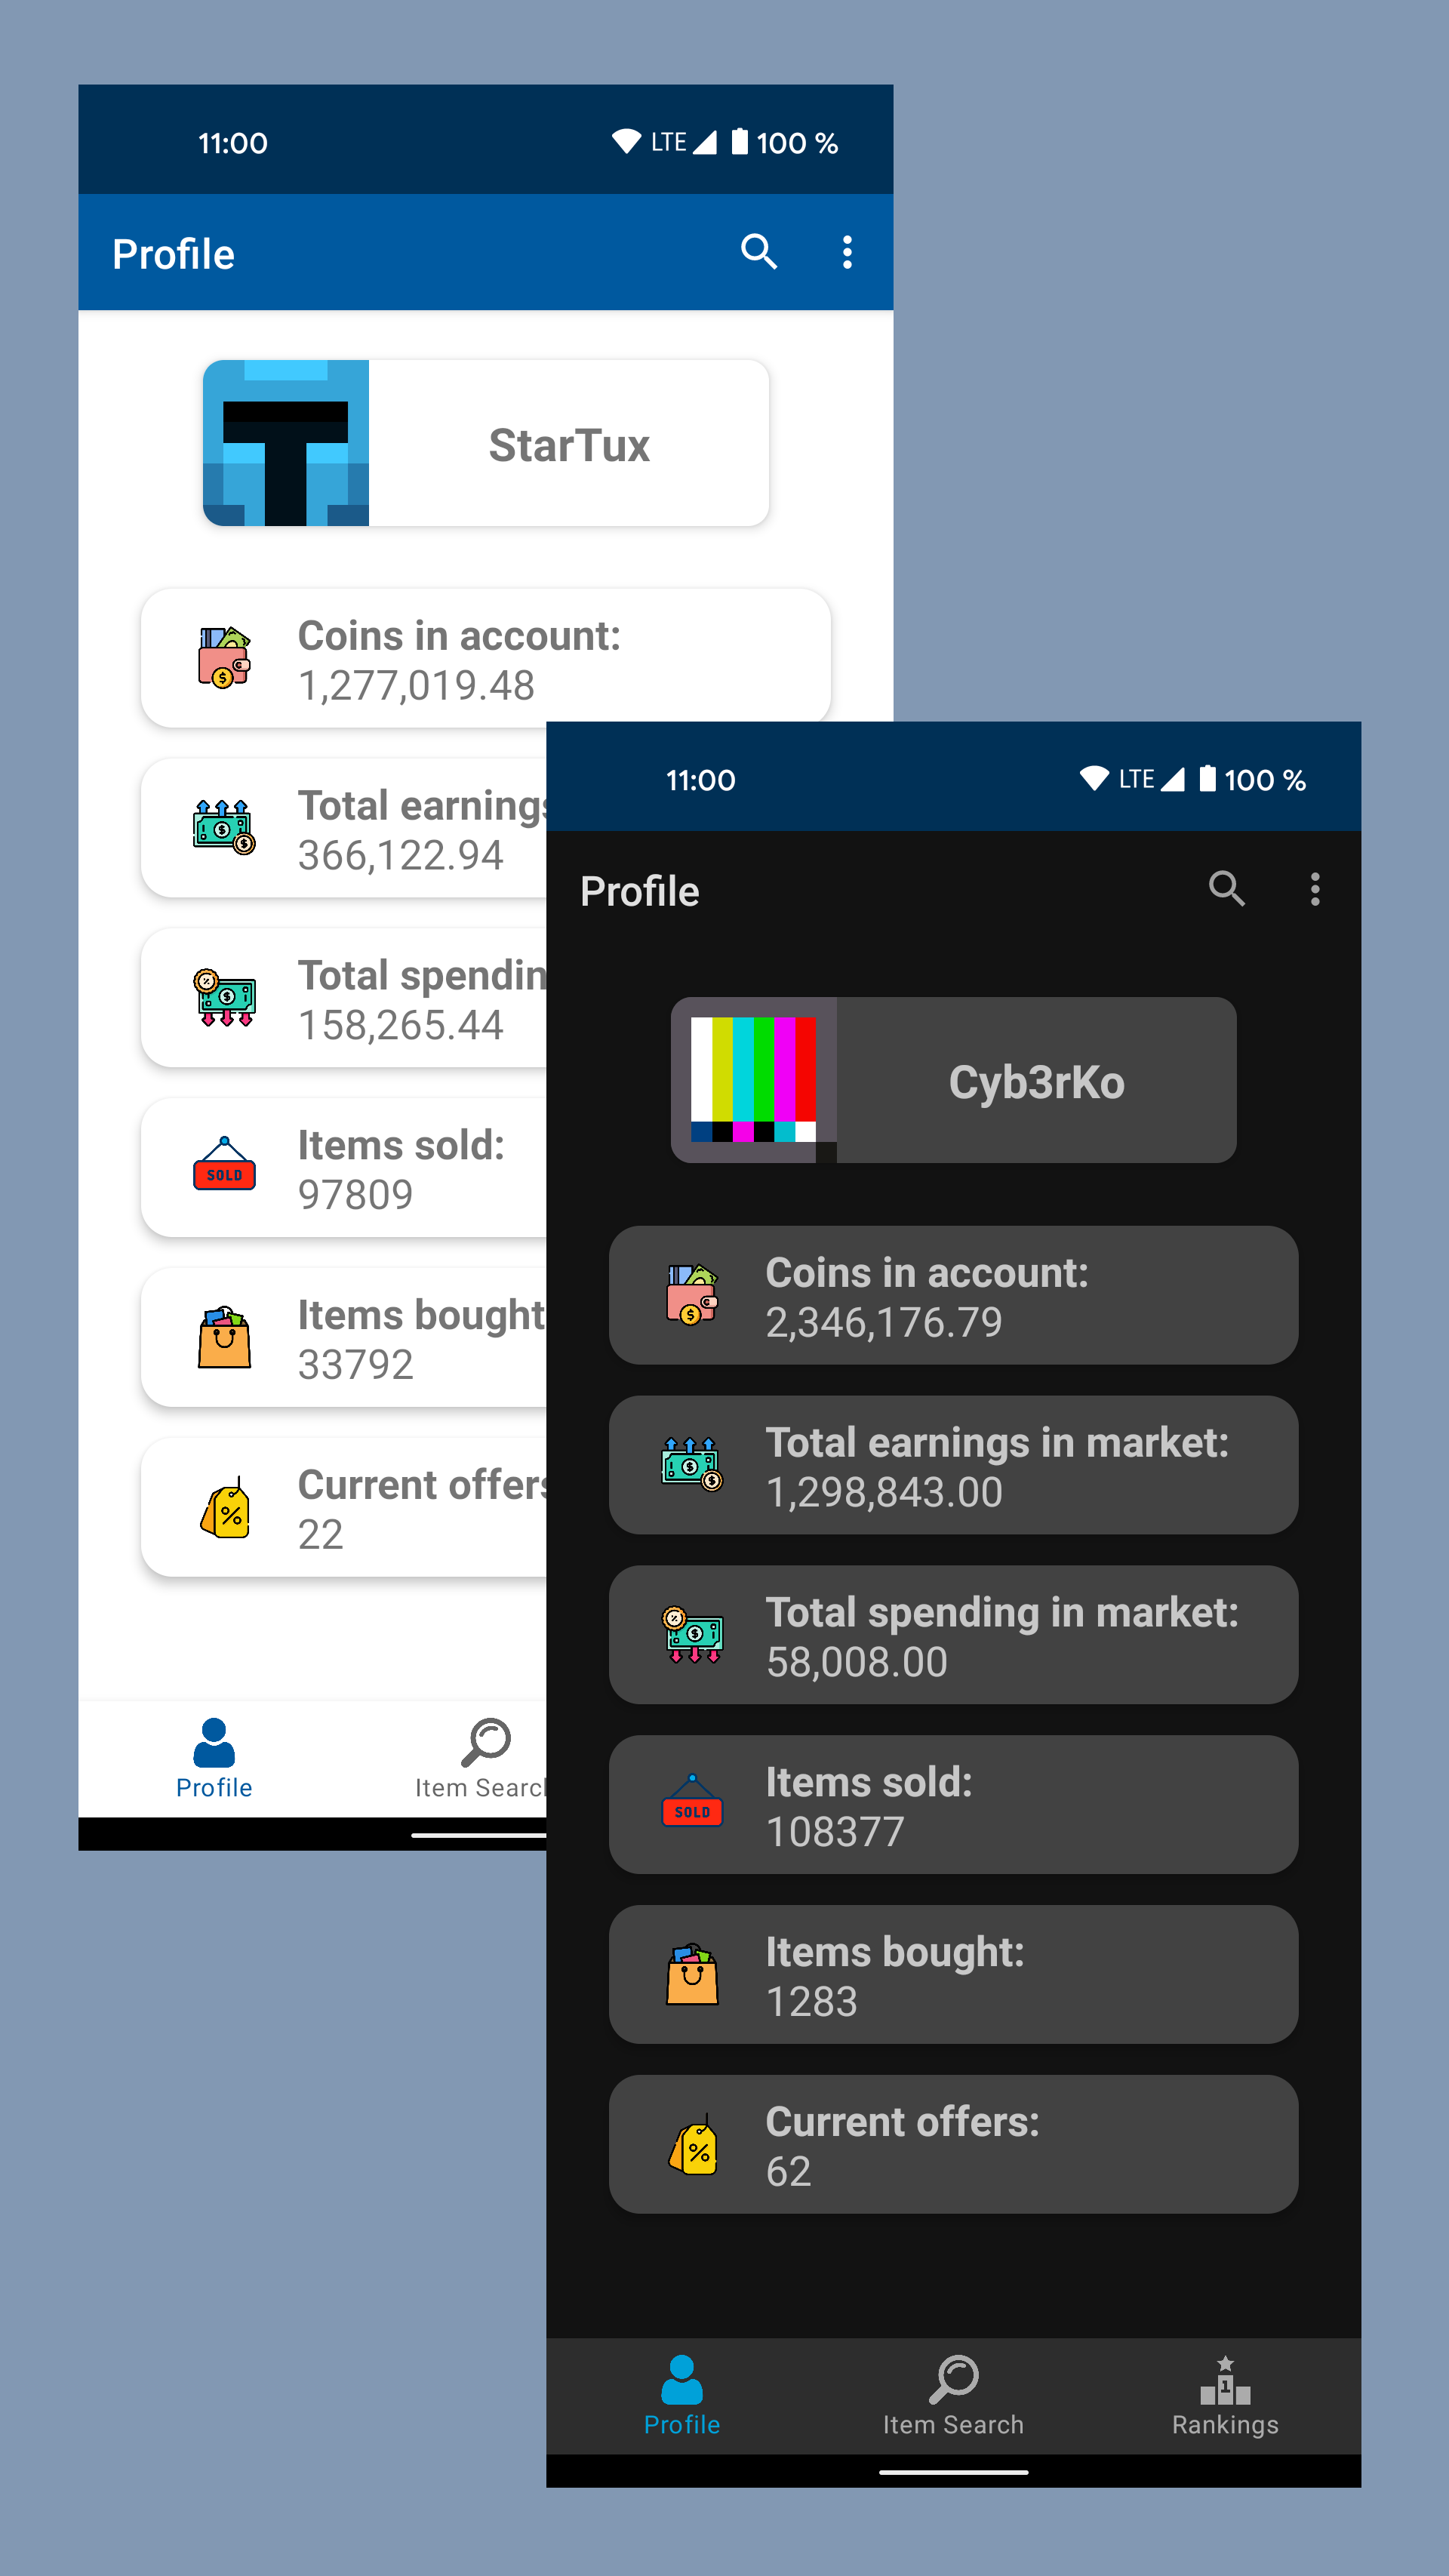 11:00 LTE 100 %
Profile
StarTux
Coins in account:
1,277,019.48
Total earnings
366,122.94
Total
158,265.44
SOLD
Items sold:
97809
Items bought
33792
Current offers
22
Profile Item Search
11:00 LTE 100 %
Profile
Cyb3rKo
Coins in account:
2,346,176.79
Total earnings in market:
1,298,843.00
Total spending in market:
58,008.00
SOLD
Items sold:
108377
Items bought:
1283
Current offers:
62
Profile Item Search Rankings